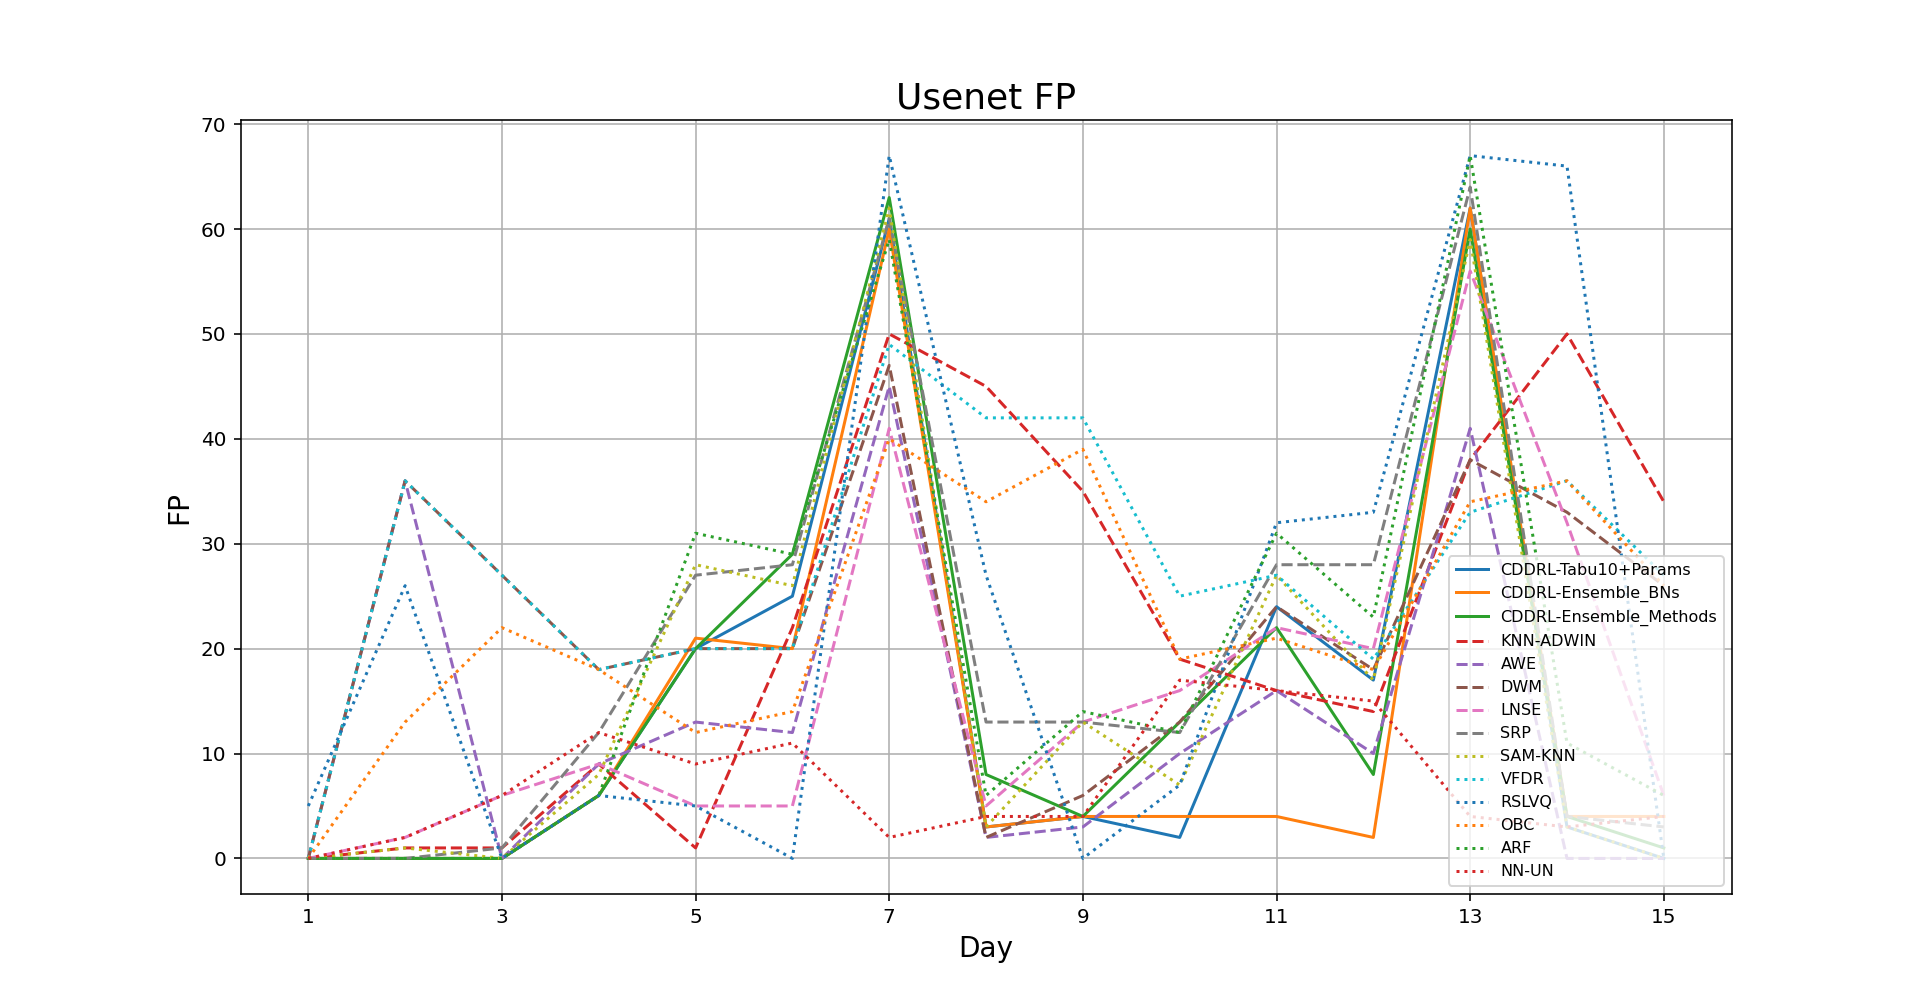 Usenet FP
70
60
50
40
30
20
10
0
FP
1 3 5 7 9 11 13 15
Day
CDDRL-Tabu10+Params
CDDRL-Ensemble_BNs
CDDRL-Ensemble_Methods
KNN-ADWIN
AWE
DWM
LNSE
SRP
SAM-KNN
VFDR
RSLVQ
OBC
ARF
NN-UN